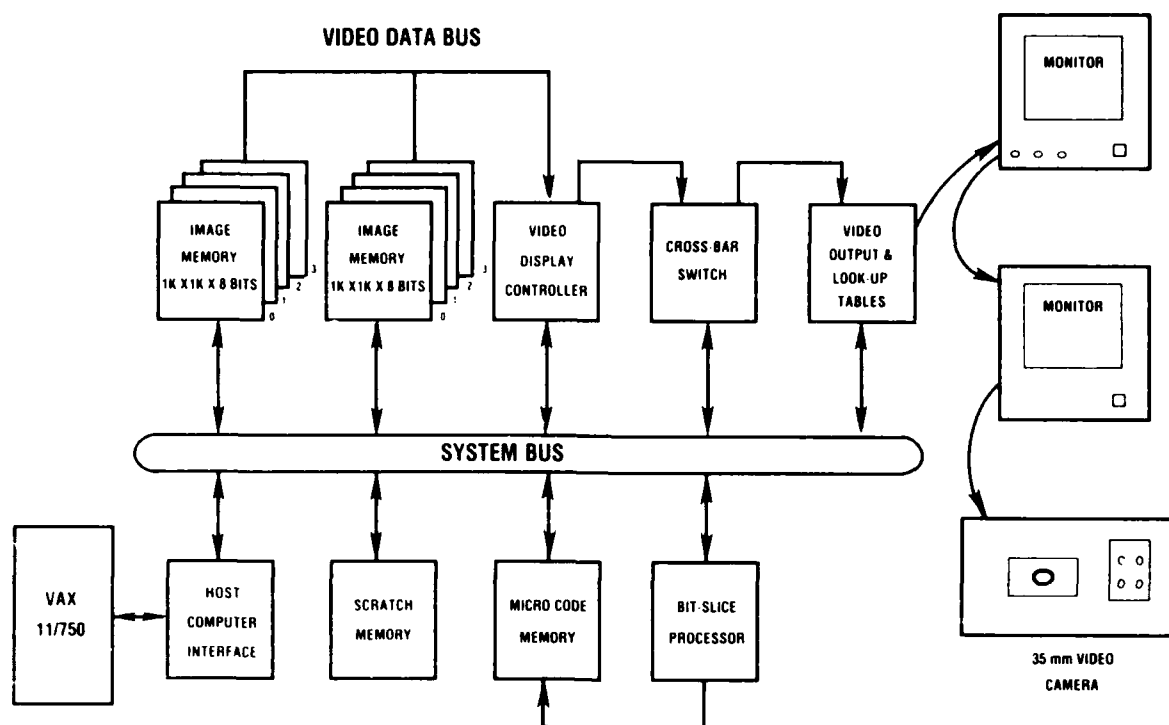 VIDEO DATA BUS
MONITOR
IMAGE
MEMORY
1K X 1K X 8 BITS
0
1
2
3
IMAGE
MEMORY
1K X 1K X 8 BITS
0
1
2
3
VIDEO
DISPLAY
CONTROLLER
CROSS-BAR
SWITCH
VIDEO
OUTPUT &
LOOK-UP
TABLES
MONITOR
SYSTEM BUS
VAX
11/750
HOST
COMPUTER
INTERFACE
SCRATCH
MEMORY
MICRO CODE
MEMORY
BIT-SLICE
PROCESSOR
35 mm VIDEO
CAMERA